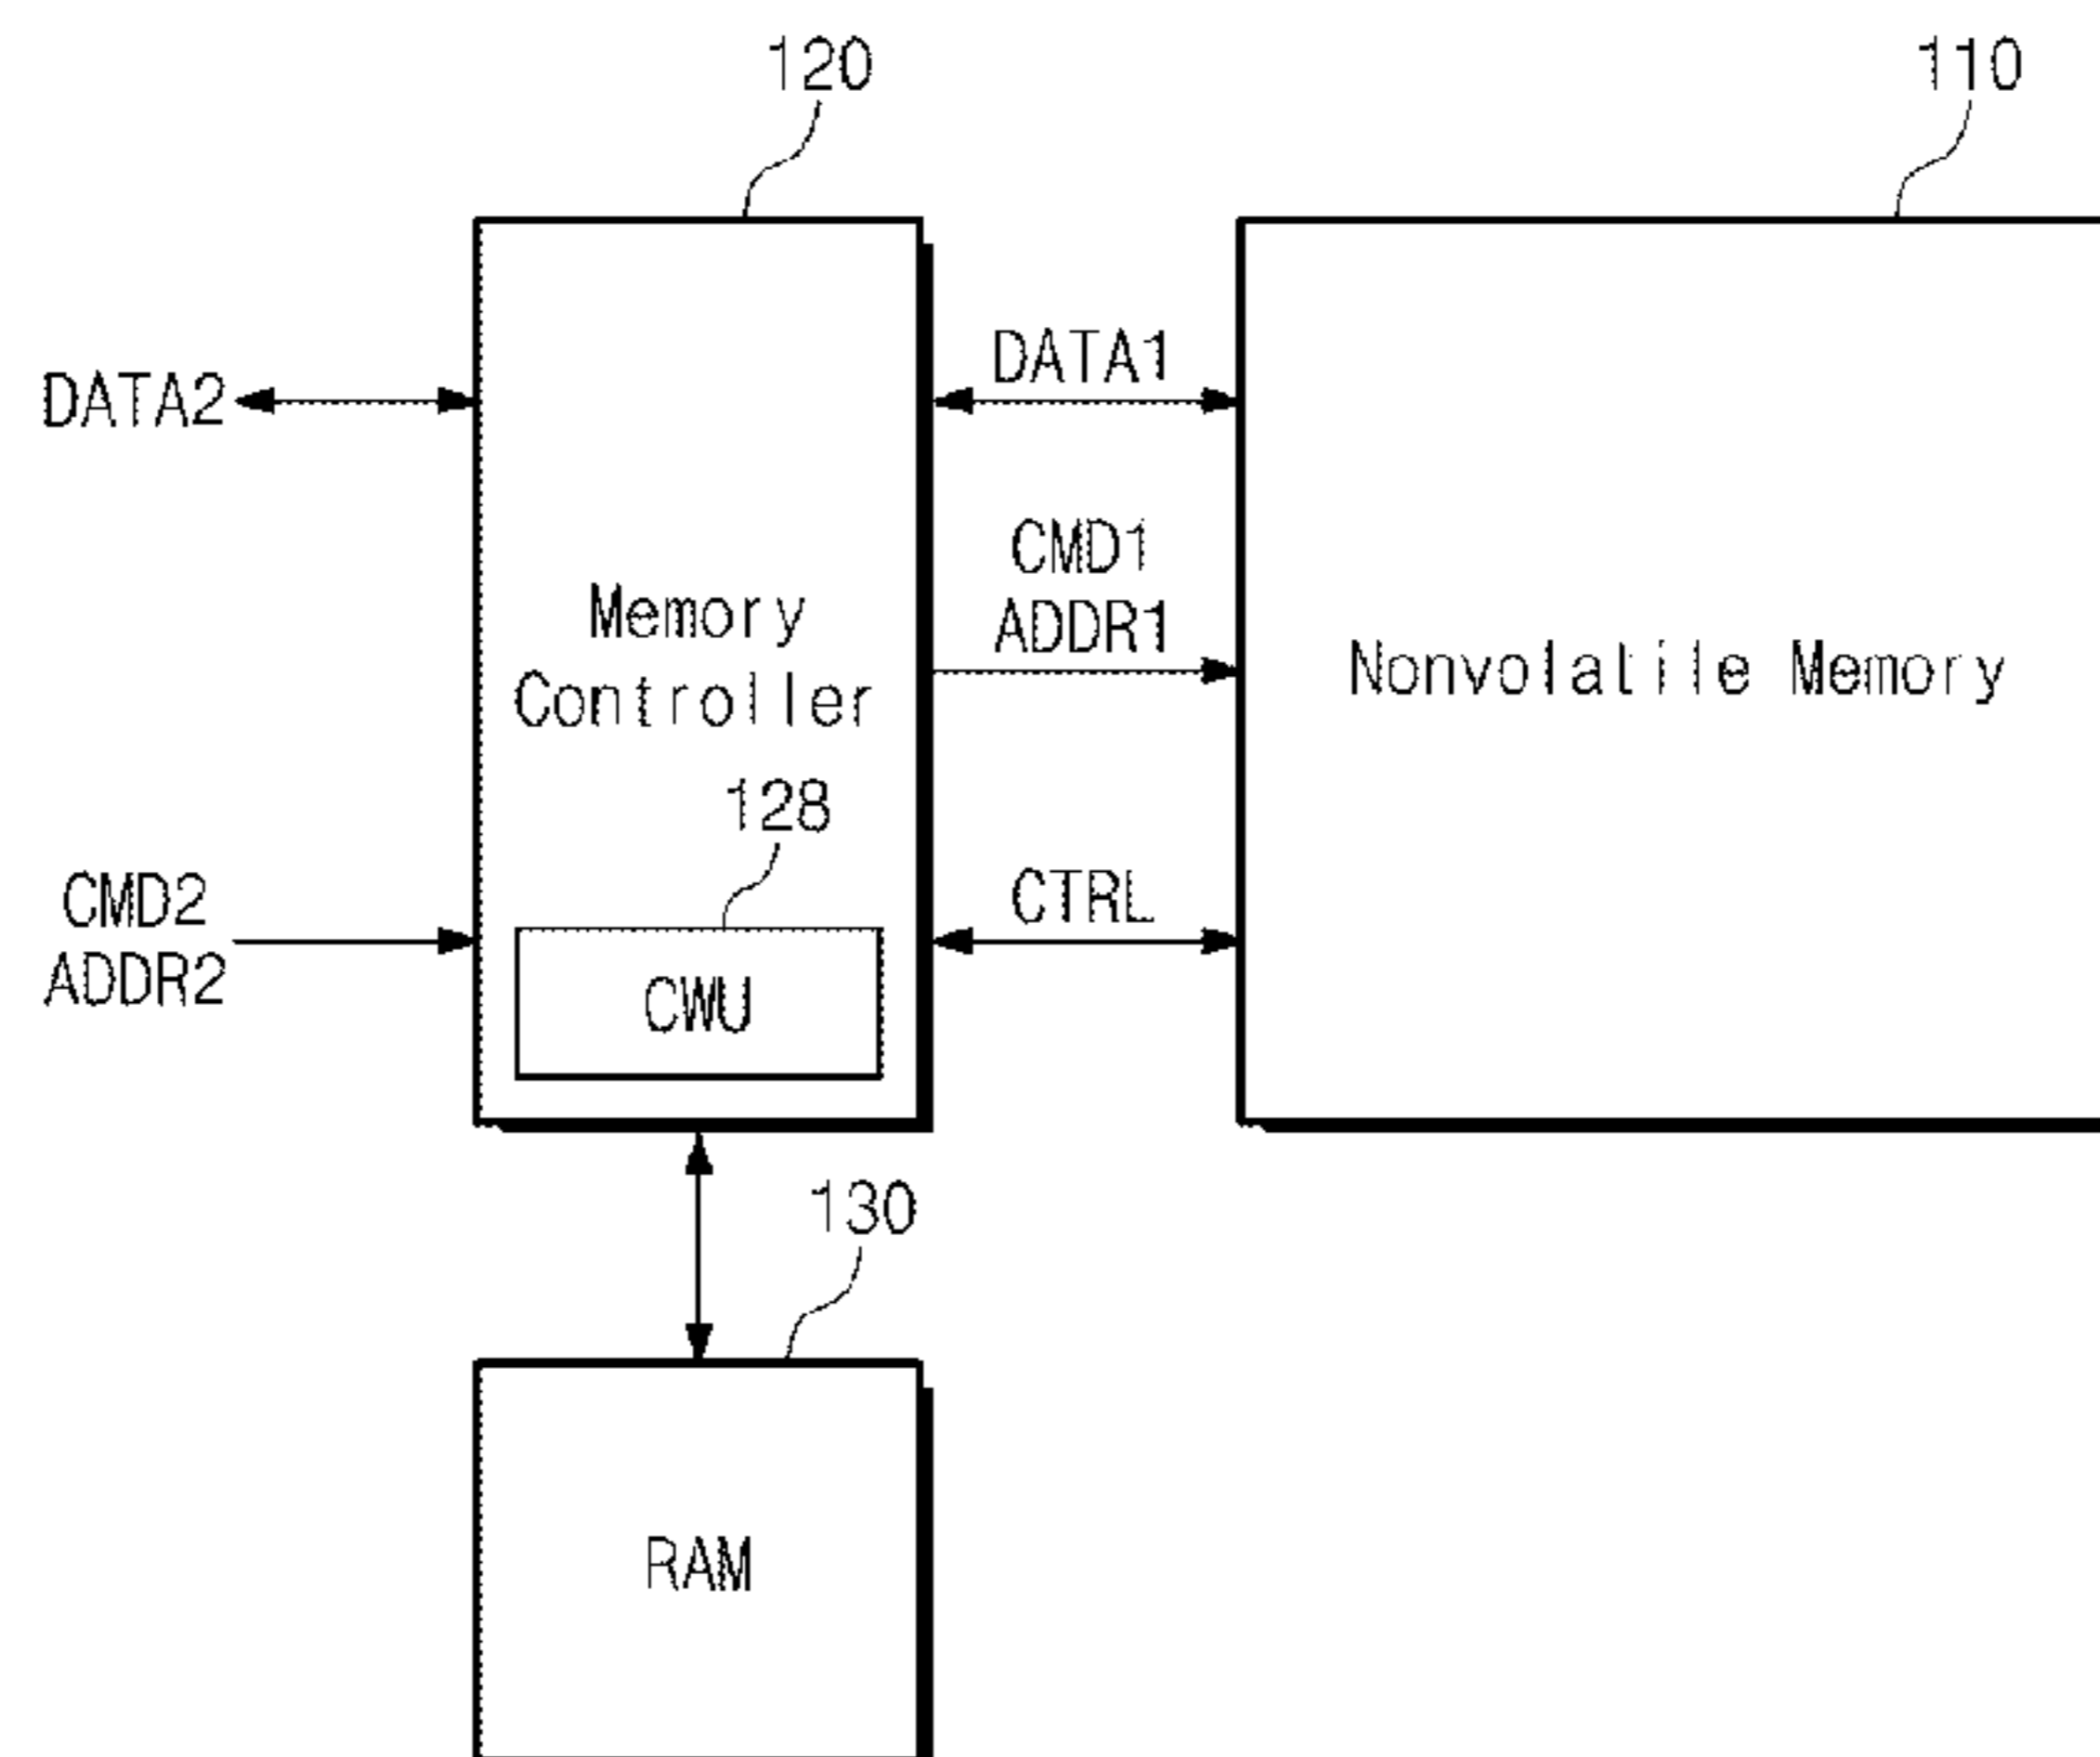 120
110
DATA1
DATA2
CMD1
ADDR1
Memory
Controller
Nonvolatile Memory
128
CTRL
CMD2
ADDR2
CWU
130
RAM